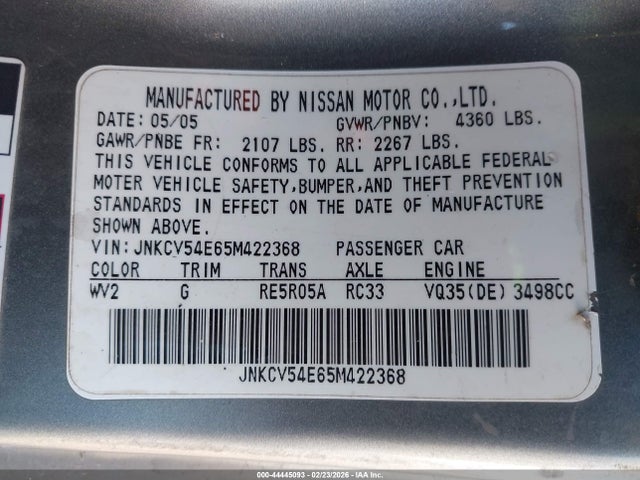 MANUFACTURED BY NISSAN MOTOR CO.,LTD.
DATE: 05/05 GVWR/PNBV: 4360 LBS.
GAWR/PNBE FR: 2107 LBS. RR: 2267 LBS.
THIS VEHICLE CONFORMS TO ALL APPLICABLE FEDERAL
MOTER VEHICLE SAFETY,BUMPER,AND THEFT PREVENTION
STANDARDS IN EFFECT ON THE DATE OF MANUFACTURE
SHOWN ABOVE.
VIN:JNKCV54E65M422368 PASSENGER CAR
COLOR TRIM TRANS AXLE ENGINE
WV2 G RE5R05A RC33 VQ35(DE) 3498CC
JNKCV54E65M422368
000-44445093 - 02/23/2026 - IAAI, Inc.